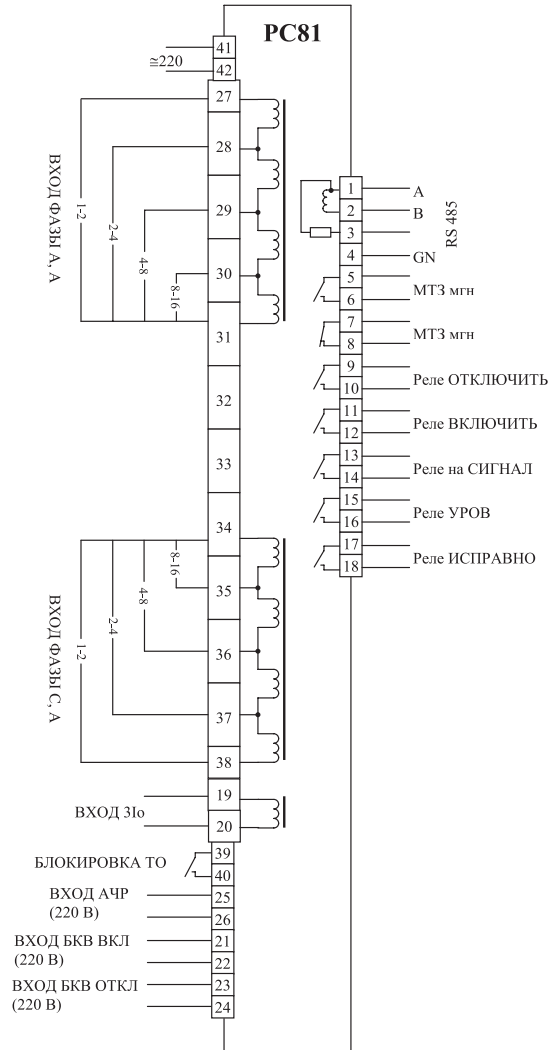 РС81
≅220
41
42
27
28
29
30
31
32
33
34
35
36
37
38
19
20
39
40
25
26
21
22
23
24
ВХОД ФАЗЫ А, А
1-2
2-4
4-8
8-16
ВХОД ФАЗЫ С, А
1-2
2-4
4-8
8-16
ВХОД 3Iо
БЛОКИРОВКА ТО
ВХОД АЧР
(220 В)
ВХОД БКВ ВКЛ
(220 В)
ВХОД БКВ ОТКЛ
(220 В)
1
A
2
B
3
4
GN
RS 485
5
МТЗ мгн
6
7
МТЗ мгн
8
9
Реле ОТКЛЮЧИТЬ
10
11
Реле ВКЛЮЧИТЬ
12
13
Реле на СИГНАЛ
14
15
Реле УРОВ
16
17
Реле ИСПРАВНО
18